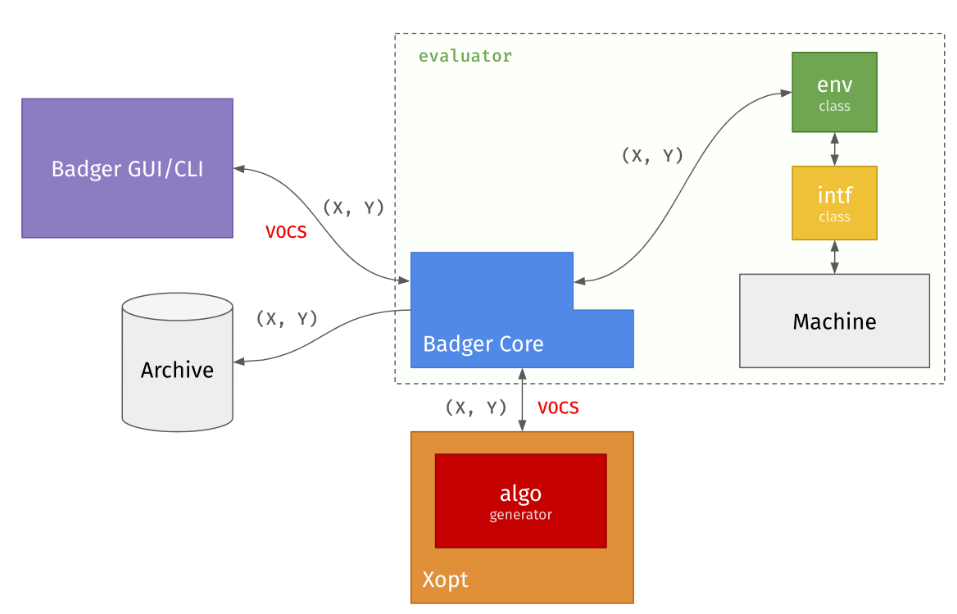 evaluator
env
class
(X, Y)
Badger GUI/CLI
intf
class
(X, Y)
VOCS
(X, Y)
Machine
Badger Core
Archive
(X, Y)
VOCS
algo
generator
Xopt